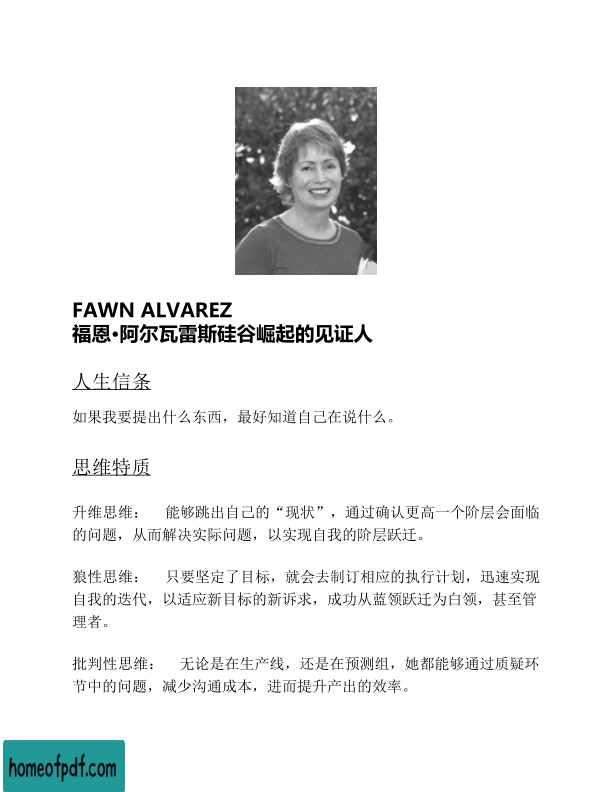 FAWN ALVAREZ
福恩·阿尔瓦雷斯硅谷崛起的见证人
人生信条
如果我要提出什么东西，最好知道自己在说什么。
思维特质
升维思维： 能够跳出自己的“现状”，通过确认更高一个阶层会面临
的问题，从而解决实际问题，以实现自我的阶层跃迁。
狼性思维： 只要坚定了目标，就会去制订相应的执行计划，迅速实现
自我的迭代，以适应新目标的新诉求，成功从蓝领跃迁为白领，甚至管
理者。
批判性思维： 无论是在生产线，还是在预测组，她都能够通过质疑环
节中的问题，减少沟通成本，进而提升产出的效率。
homeofpdf.com